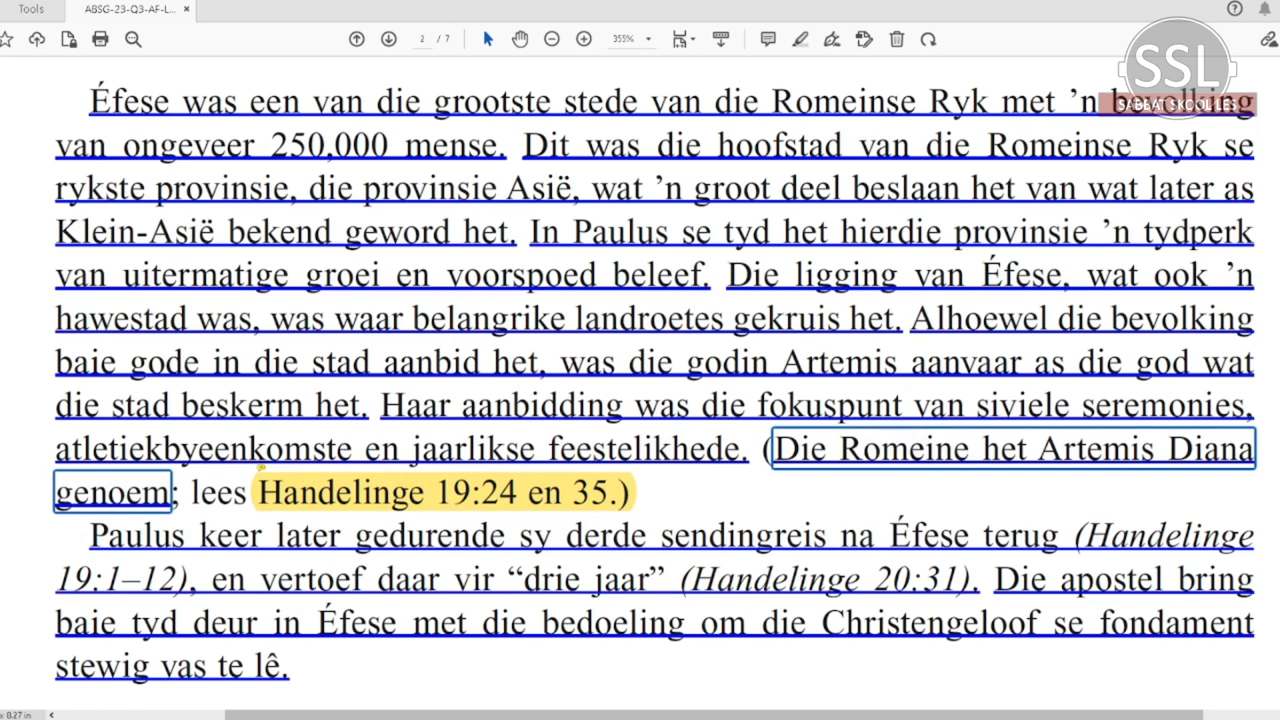 Tools ABSG-23-Q3-AF-L... ×
2 / 7 355%
SSL
SABBAT SKOOL LES
Éfese was een van die grootste stede van die Romeinse Ryk met ’n bevolking
van ongeveer 250,000 mense. Dit was die hoofstad van die Romeinse Ryk se
rykste provinsie, die provinsie Asië, wat ’n groot deel beslaan het van wat later as
Klein-Asië bekend geword het. In Paulus se tyd het hierdie provinsie ’n tydperk
van uitermatige groei en voorspoed beleef. Die ligging van Éfese, wat ook ’n
hawestad was, was waar belangrike landroetes gekruis het. Alhoewel die bevolking
baie gode in die stad aanbid het, was die godin Artemis aanvaar as die god wat
die stad beskerm het. Haar aanbidding was die fokuspunt van siviele seremonies,
atletiekbyeenkomste en jaarlikse feestelikhede. (Die Romeine het Artemis Diana
genoem; lees Handelinge 19:24 en 35.)
Paulus keer later gedurende sy derde sendingreis na Éfese terug (Handelinge
19:1–12), en vertoef daar vir “drie jaar” (Handelinge 20:31). Die apostel bring
baie tyd deur in Éfese met die bedoeling om die Christengeloof se fondament
stewig vas te lê.
x 8.27 in